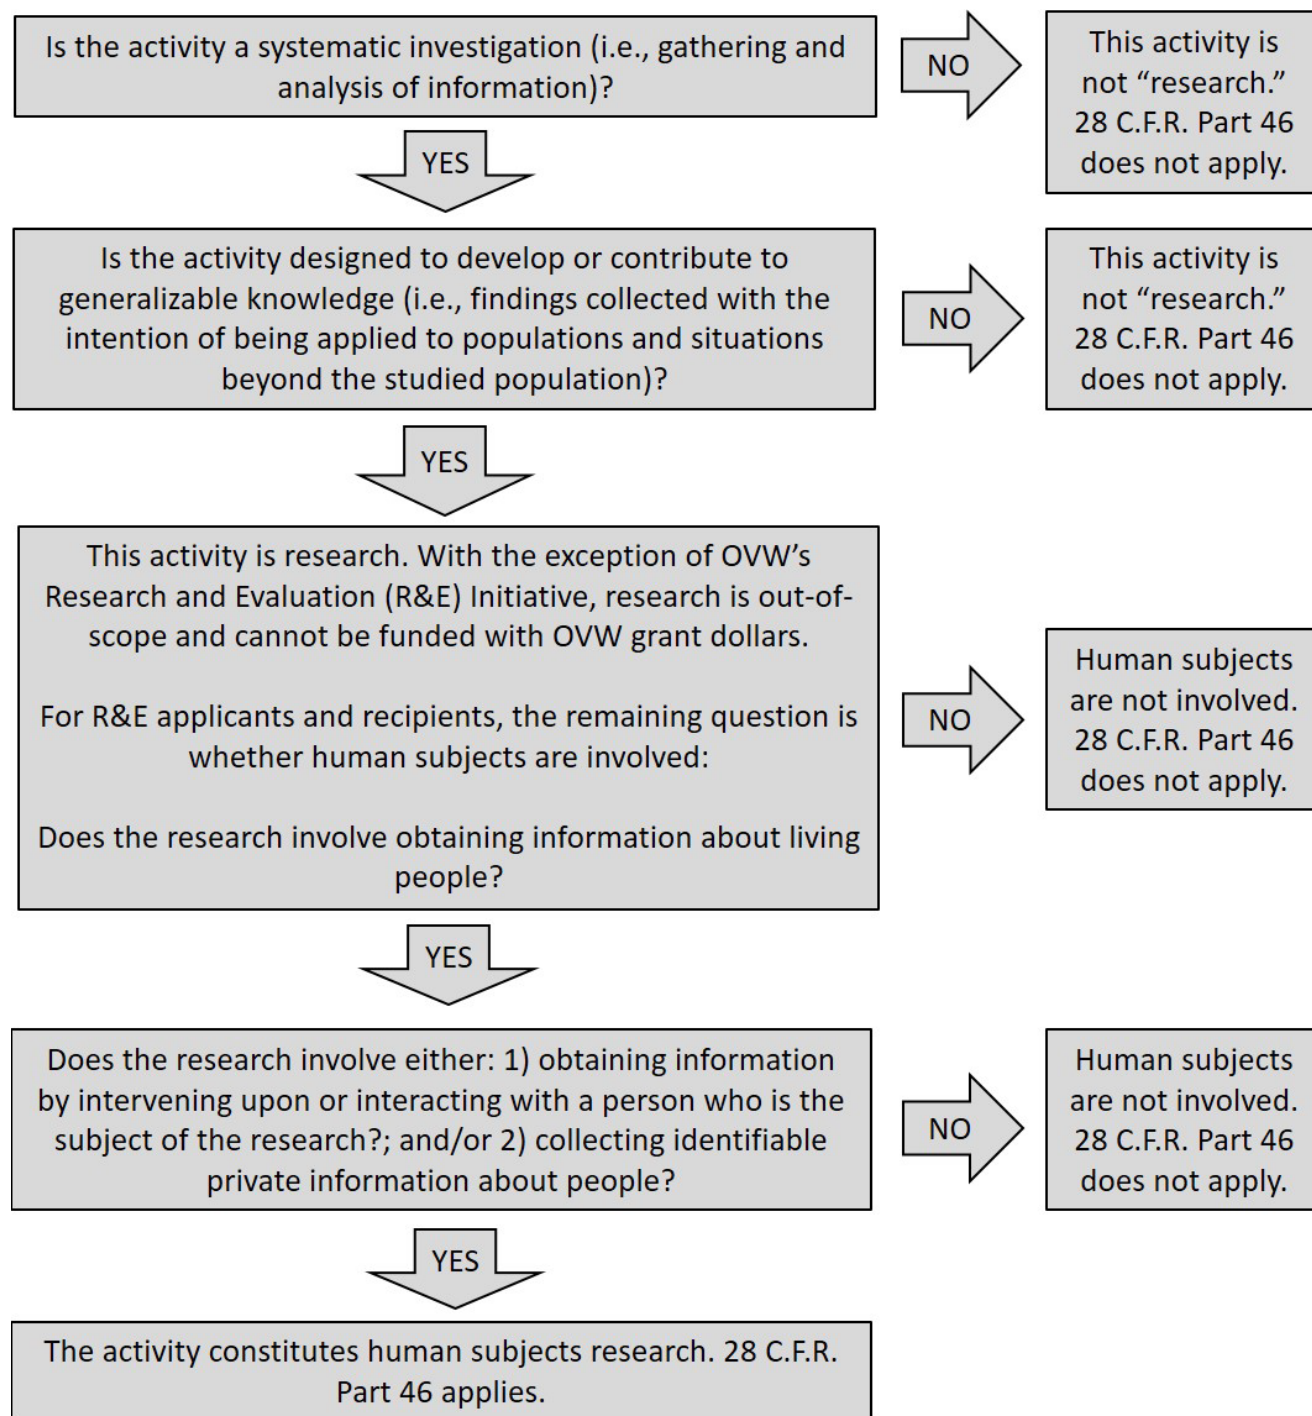 Is the activity a systematic investigation (i.e., gathering and
analysis of information)?
NO
This activity is
not “research.”
28 C.F.R. Part 46
does not apply.
YES
Is the activity designed to develop or contribute to
generalizable knowledge (i.e., findings collected with the
intention of being applied to populations and situations
beyond the studied population)?
NO
This activity is
not “research.”
28 C.F.R. Part 46
does not apply.
YES
This activity is research. With the exception of OVW’s
Research and Evaluation (R&E) Initiative, research is out-of-
scope and cannot be funded with OVW grant dollars.
For R&E applicants and recipients, the remaining question is
whether human subjects are involved:
Does the research involve obtaining information about living
people?
NO
Human subjects
are not involved.
28 C.F.R. Part 46
does not apply.
YES
Does the research involve either: 1) obtaining information
by intervening upon or interacting with a person who is the
subject of the research?; and/or 2) collecting identifiable
private information about people?
NO
Human subjects
are not involved.
28 C.F.R. Part 46
does not apply.
YES
The activity constitutes human subjects research. 28 C.F.R.
Part 46 applies.